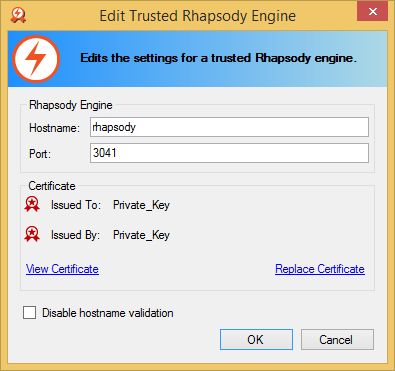 Edit Trusted Rhapsody Engine
Edits the settings for a trusted Rhapsody engine.
Rhapsody Engine
Hostname: rhapsody
Port: 3041
Certificate
Issued To: Private_Key
Issued By: Private_Key
View Certificate Replace Certificate
Disable hostname validation
OK Cancel